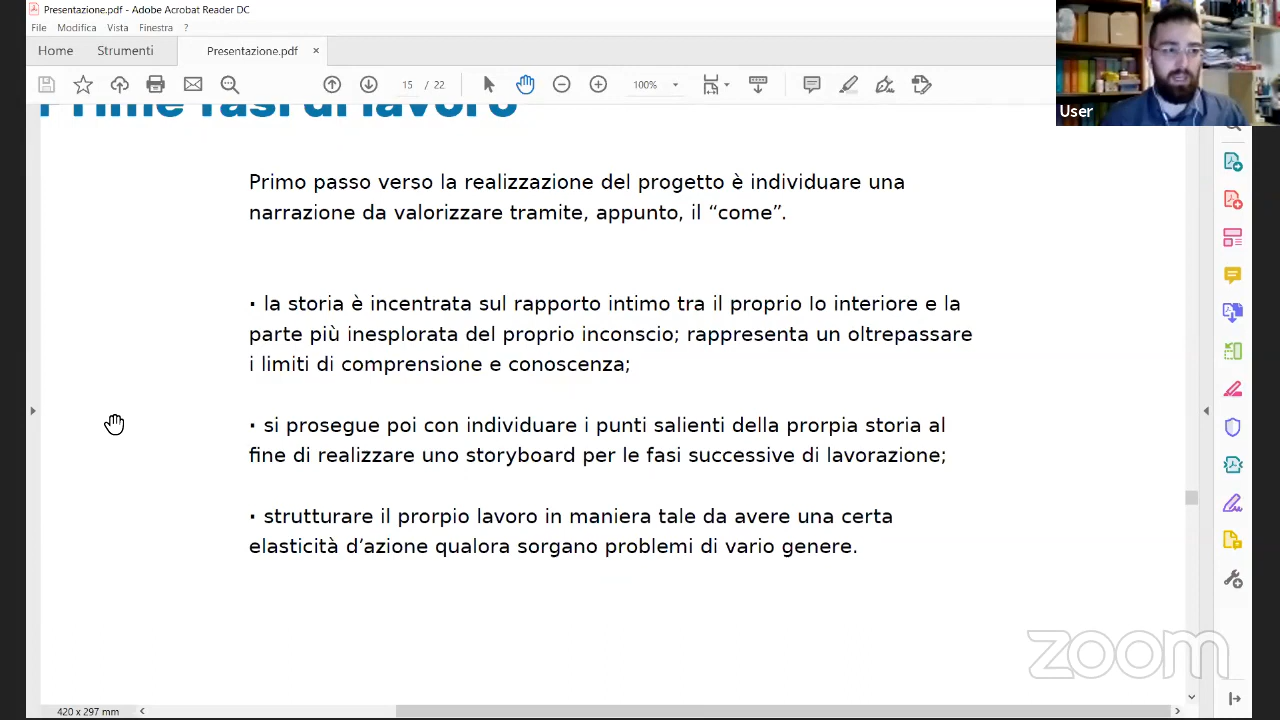 Presentazione.pdf - Adobe Acrobat Reader DC
File Modifica Vista Finestra ?
Home Strumenti Presentazione.pdf ×
15 / 22 100%
User
Prime fasi di lavoro
Primo passo verso la realizzazione del progetto è individuare una
narrazione da valorizzare tramite, appunto, il “come”.
· la storia è incentrata sul rapporto intimo tra il proprio Io interiore e la
parte più inesplorata del proprio inconscio; rappresenta un oltrepassare
i limiti di comprensione e conoscenza;
· si prosegue poi con individuare i punti salienti della prorpia storia al
fine di realizzare uno storyboard per le fasi successive di lavorazione;
· strutturare il prorpio lavoro in maniera tale da avere una certa
elasticità d’azione qualora sorgano problemi di vario genere.
zoom
420 x 297 mm